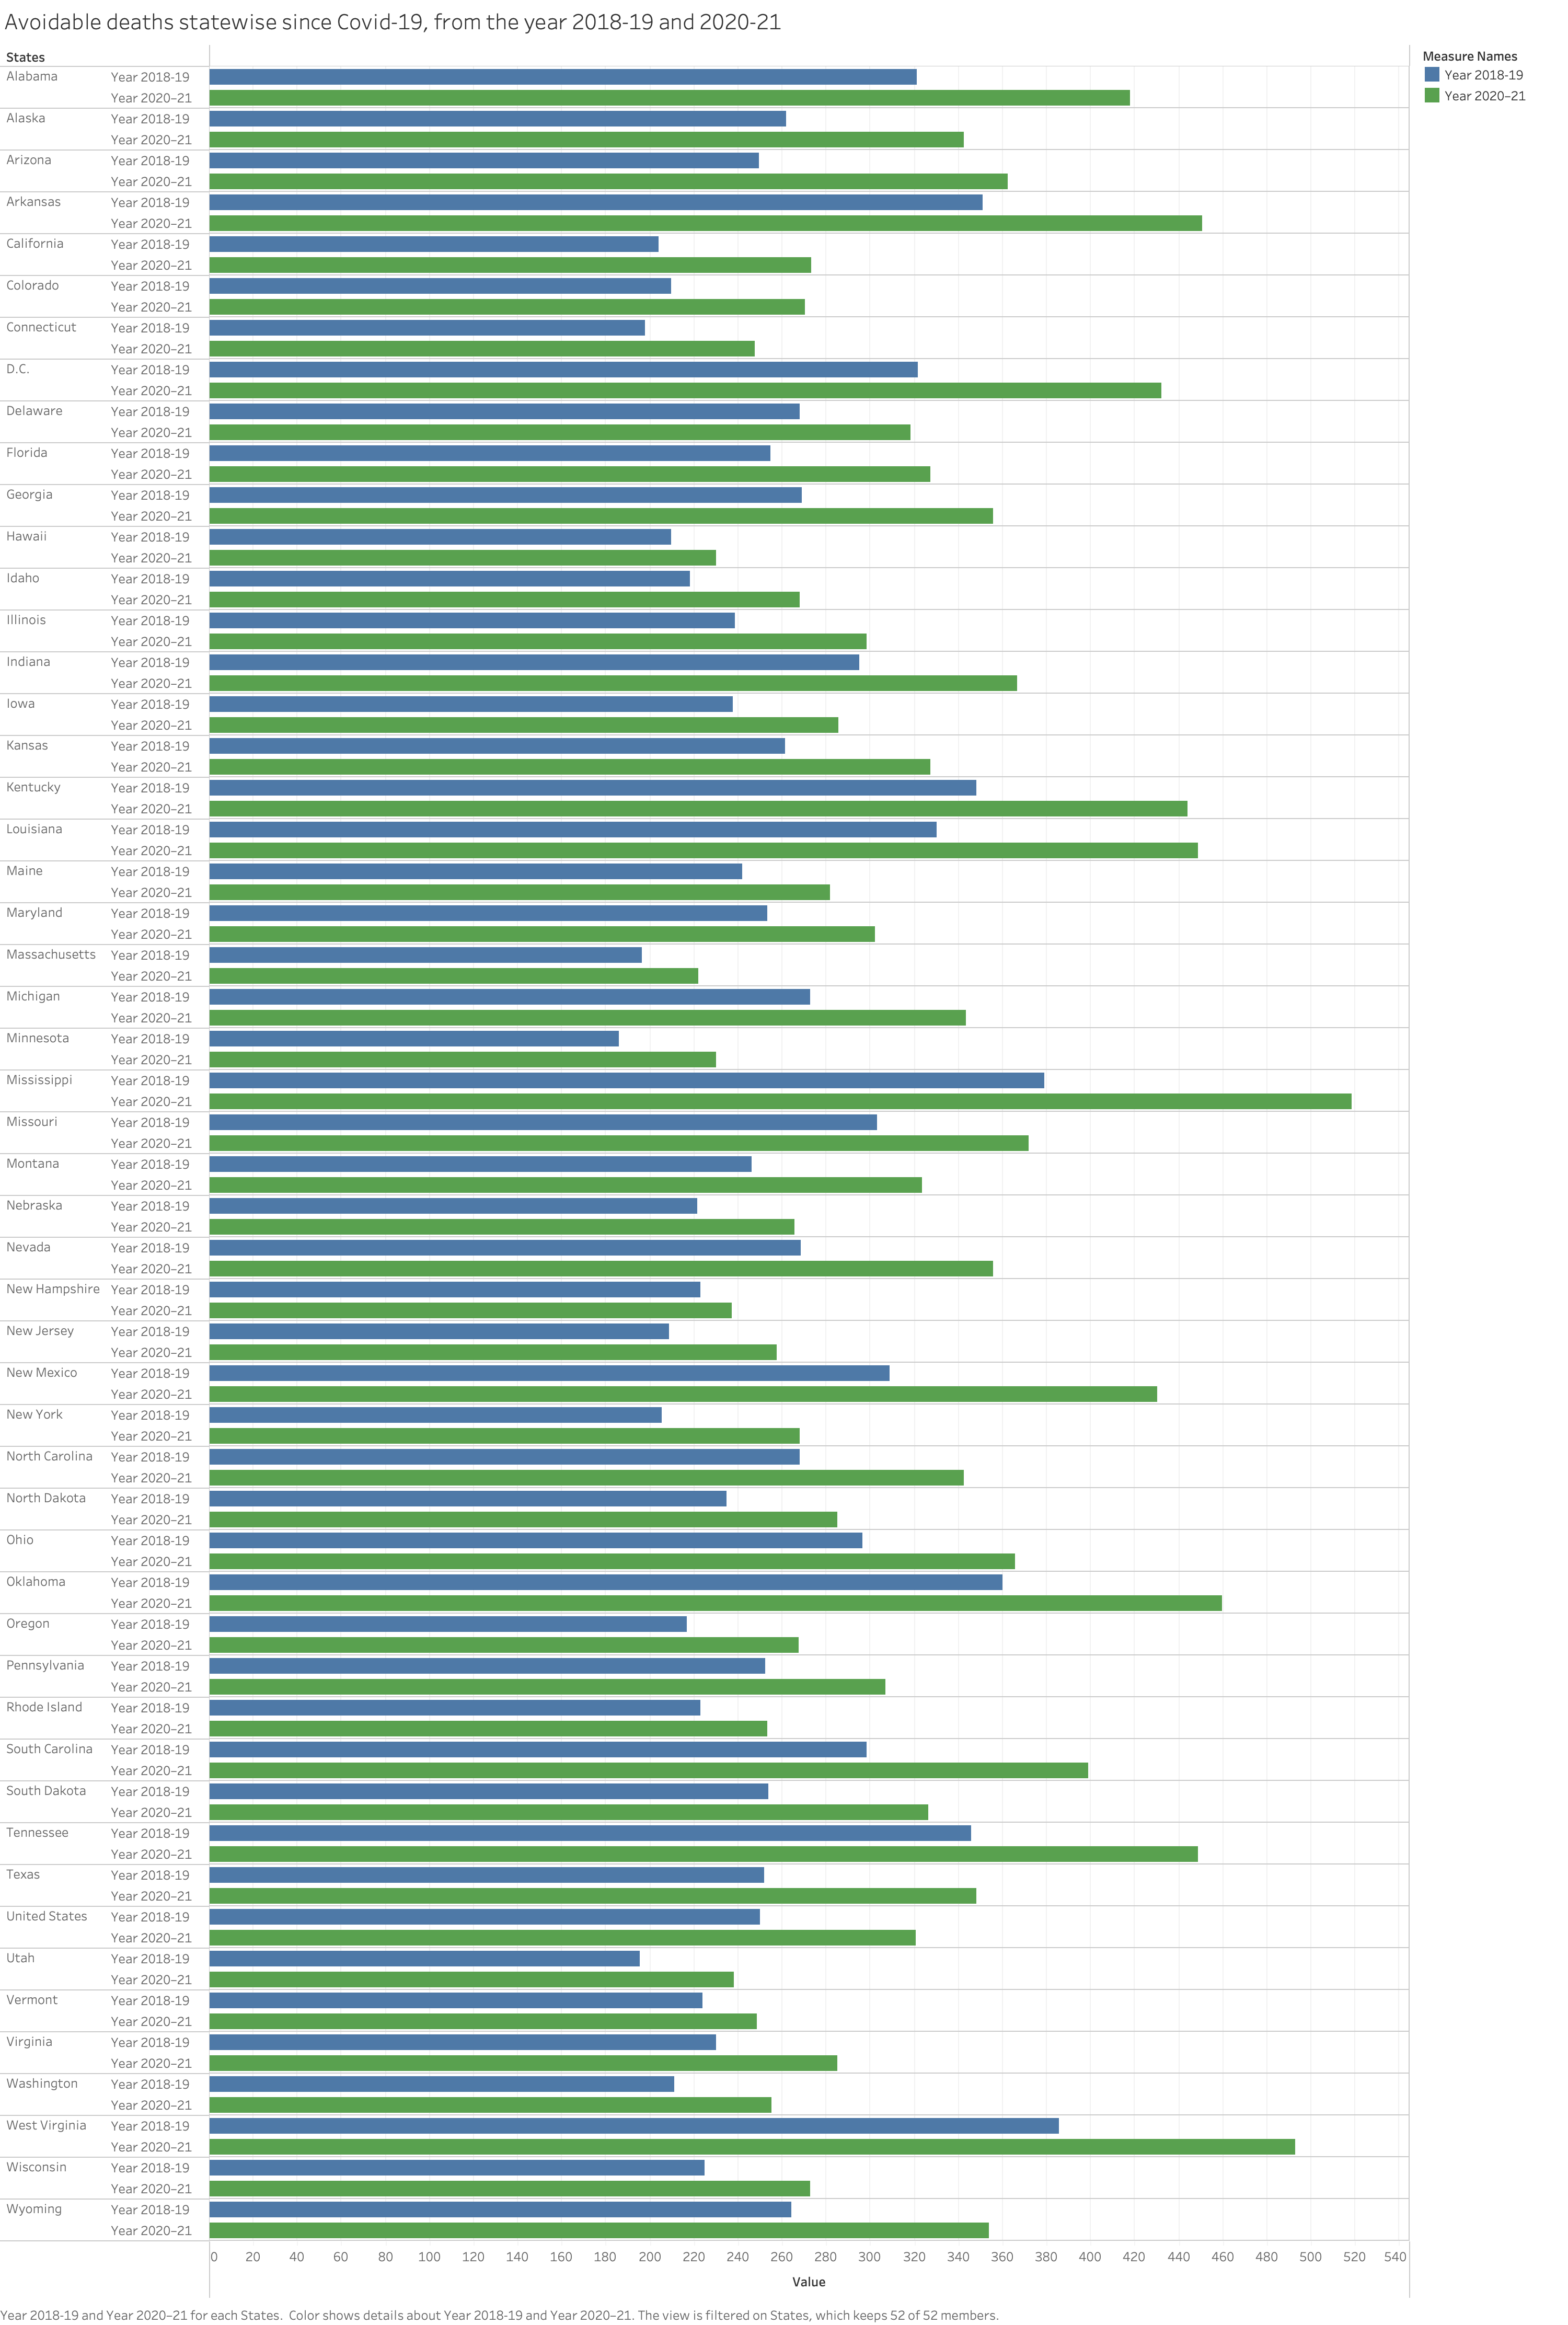 Avoidable deaths statewise since Covid-19, from the year 2018-19 and 2020-21
States
Measure Names
Year 2018-19
Year 2020–21
Alabama Year 2018-19
Year 2020–21
Alaska Year 2018-19
Year 2020–21
Arizona Year 2018-19
Year 2020–21
Arkansas Year 2018-19
Year 2020–21
California Year 2018-19
Year 2020–21
Colorado Year 2018-19
Year 2020–21
Connecticut Year 2018-19
Year 2020–21
D.C. Year 2018-19
Year 2020–21
Delaware Year 2018-19
Year 2020–21
Florida Year 2018-19
Year 2020–21
Georgia Year 2018-19
Year 2020–21
Hawaii Year 2018-19
Year 2020–21
Idaho Year 2018-19
Year 2020–21
Illinois Year 2018-19
Year 2020–21
Indiana Year 2018-19
Year 2020–21
Iowa Year 2018-19
Year 2020–21
Kansas Year 2018-19
Year 2020–21
Kentucky Year 2018-19
Year 2020–21
Louisiana Year 2018-19
Year 2020–21
Maine Year 2018-19
Year 2020–21
Maryland Year 2018-19
Year 2020–21
Massachusetts Year 2018-19
Year 2020–21
Michigan Year 2018-19
Year 2020–21
Minnesota Year 2018-19
Year 2020–21
Mississippi Year 2018-19
Year 2020–21
Missouri Year 2018-19
Year 2020–21
Montana Year 2018-19
Year 2020–21
Nebraska Year 2018-19
Year 2020–21
Nevada Year 2018-19
Year 2020–21
New Hampshire Year 2018-19
Year 2020–21
New Jersey Year 2018-19
Year 2020–21
New Mexico Year 2018-19
Year 2020–21
New York Year 2018-19
Year 2020–21
North Carolina Year 2018-19
Year 2020–21
North Dakota Year 2018-19
Year 2020–21
Ohio Year 2018-19
Year 2020–21
Oklahoma Year 2018-19
Year 2020–21
Oregon Year 2018-19
Year 2020–21
Pennsylvania Year 2018-19
Year 2020–21
Rhode Island Year 2018-19
Year 2020–21
South Carolina Year 2018-19
Year 2020–21
South Dakota Year 2018-19
Year 2020–21
Tennessee Year 2018-19
Year 2020–21
Texas Year 2018-19
Year 2020–21
United States Year 2018-19
Year 2020–21
Utah Year 2018-19
Year 2020–21
Vermont Year 2018-19
Year 2020–21
Virginia Year 2018-19
Year 2020–21
Washington Year 2018-19
Year 2020–21
West Virginia Year 2018-19
Year 2020–21
Wisconsin Year 2018-19
Year 2020–21
Wyoming Year 2018-19
Year 2020–21
0 20 40 60 80 100 120 140 160 180 200 220 240 260 280 300 320 340 360 380 400 420 440 460 480 500 520 540
Value
Year 2018-19 and Year 2020–21 for each States. Color shows details about Year 2018-19 and Year 2020–21. The view is filtered on States, which keeps 52 of 52 members.